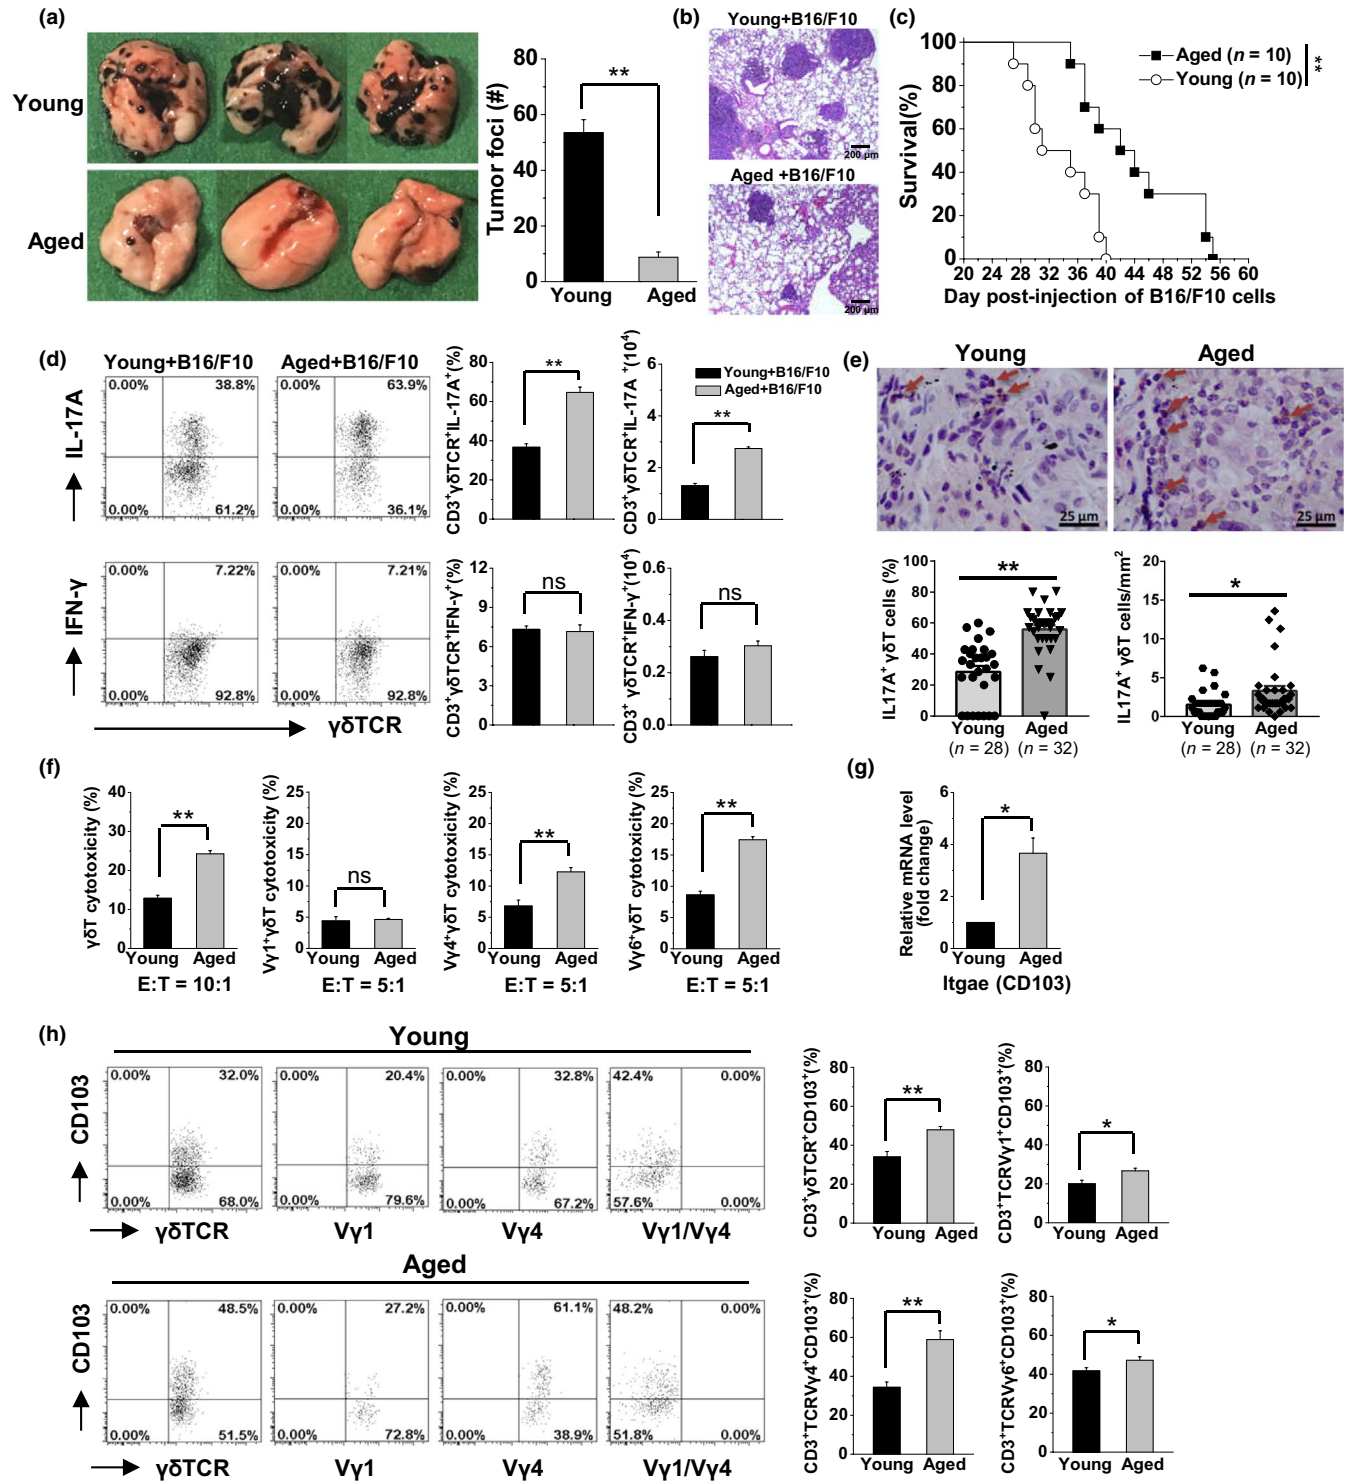 (a)
Young
Aged
Tumor foci (#)
80
60
40
20
0
**
Young Aged
(b)
Young+B16/F10
200 µm
Aged +B16/F10
200 µm
(c)
Survival(%)
100
80
60
40
20
0
Aged (n = 10)
Young (n = 10)
**
20 24 28 32 36 40 44 48 52 56 60
Day post-injection of B16/F10 cells
(d)
Young+B16/F10 Aged+B16/F10
IL-17A
0.00% 38.8%
0.00% 61.2%
0.00% 63.9%
0.00% 36.1%
IFN-γ
0.00% 7.22%
0.00% 92.8%
0.00% 7.21%
0.00% 92.8%
γδTCR
CD3+γδTCR+IL-17A+(%)
80
60
40
20
0
**
CD3+γδTCR+IL-17A +(10⁴)
6
4
2
0
**
Young+B16/F10
Aged+B16/F10
CD3+γδTCR+IFN-γ+(%)
12
9
6
3
0
ns
CD3+ γδTCR+IFN-γ+(10⁴)
0.6
0.4
0.2
0.0
ns
(e)
Young Aged
25 µm
25 µm
IL17A+ γδT cells (%)
100
80
60
40
20
0
**
Young Aged
(n = 28) (n = 32)
IL17A+ γδT cells/mm²
20
15
10
5
0
*
Young Aged
(n = 28) (n = 32)
(f)
γδT cytotoxicity (%)
40
30
20
10
0
**
Young Aged
E:T = 10:1
Vγ1+γδT cytotoxicity (%)
25
20
15
10
5
0
ns
Young Aged
E:T = 5:1
Vγ4+γδT cytotoxicity (%)
25
20
15
10
5
0
**
Young Aged
E:T = 5:1
Vγ6+γδT cytotoxicity (%)
25
20
15
10
5
0
**
Young Aged
E:T = 5:1
(g)
Relative mRNA level
(fold change)
6
4
2
0
*
Young Aged
Itgae (CD103)
(h)
Young
CD103
0.00% 32.0%
0.00% 68.0%
0.00% 20.4%
0.00% 79.6%
0.00% 32.8%
0.00% 67.2%
42.4% 0.00%
57.6% 0.00%
γδTCR Vγ1 Vγ4 Vγ1/Vγ4
Aged
CD103
0.00% 48.5%
0.00% 51.5%
0.00% 27.2%
0.00% 72.8%
0.00% 61.1%
0.00% 38.9%
48.2% 0.00%
51.8% 0.00%
γδTCR Vγ1 Vγ4 Vγ1/Vγ4
CD3+γδTCR+CD103+(%)
80
60
40
20
0
**
Young Aged
CD3+TCRVγ1+CD103+(%)
80
60
40
20
0
*
Young Aged
CD3+TCRVγ4+CD103+(%)
80
60
40
20
0
**
Young Aged
CD3+TCRVγ6+CD103+(%)
80
60
40
20
0
*
Young Aged